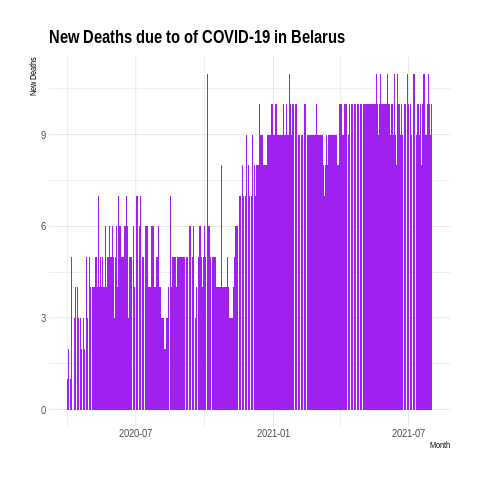 New Deaths due to of COVID-19 in Belarus
New Deaths
9
6
3
0
2020-07
2021-01
2021-07
Month